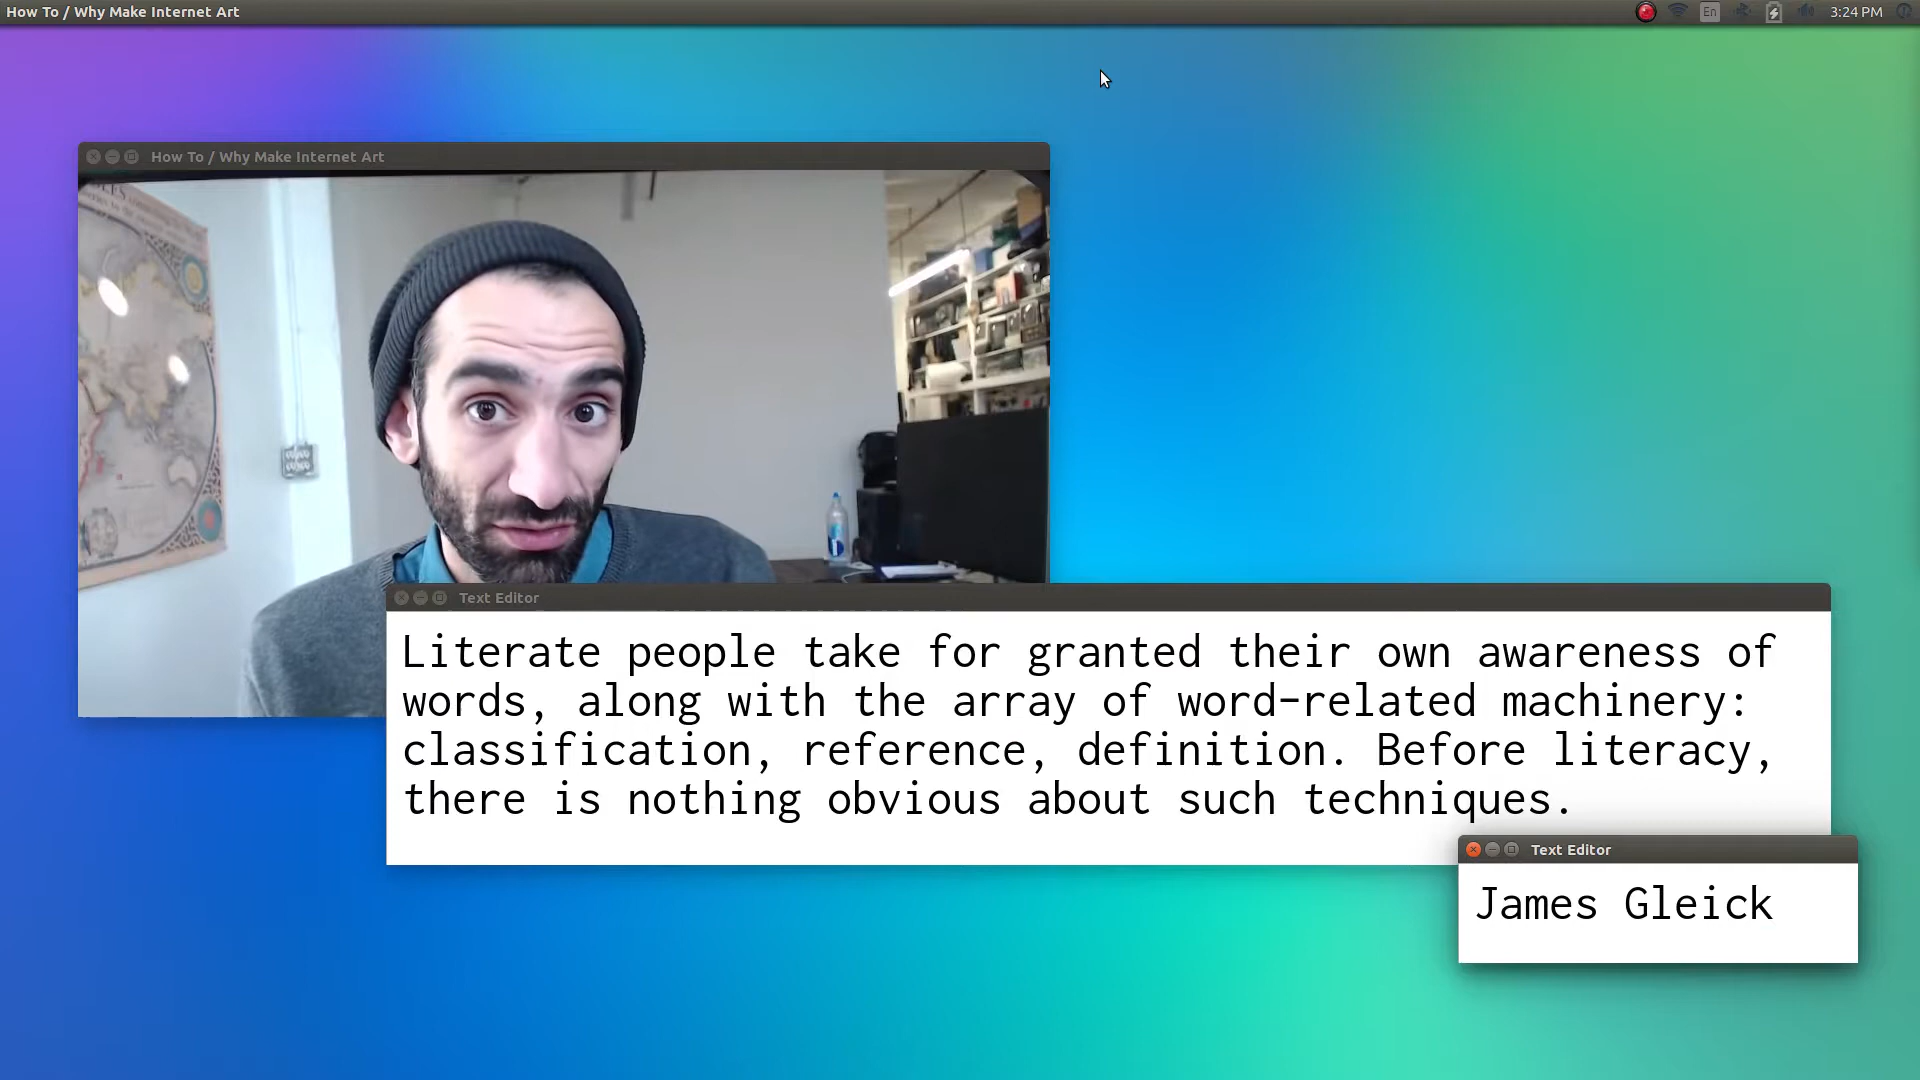 How To / Why Make Internet Art
En
3:24 PM
How To / Why Make Internet Art
Text Editor
Literate people take for granted their own awareness of
words, along with the array of word-related machinery:
classification, reference, definition. Before literacy,
there is nothing obvious about such techniques.
Text Editor
James Gleick